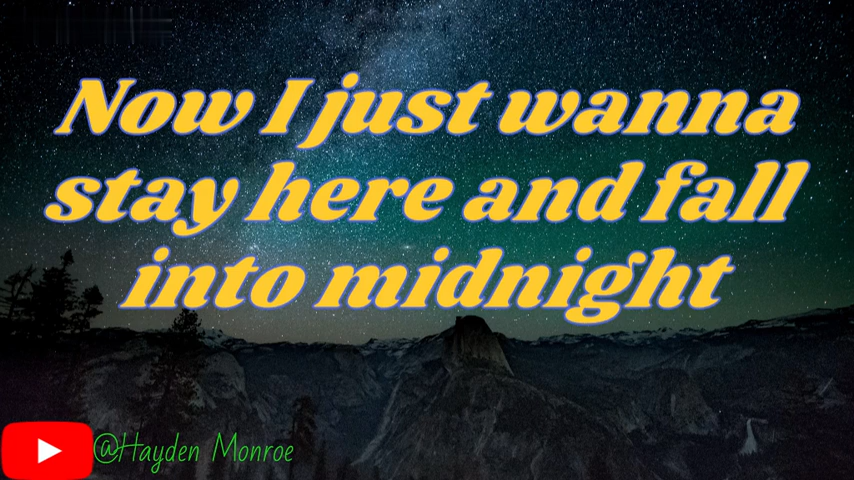 Now I just wanna
stay here and fall
into midnight
@Hayden Monroe